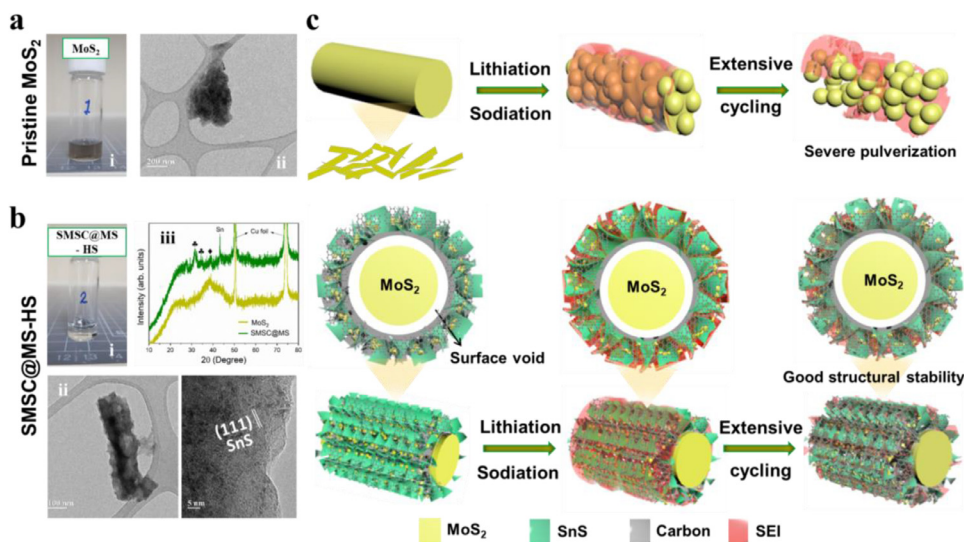 a
Pristine MoS₂
MoS₂
1
i
200 nm
ii
c
Lithiation
Sodiation
Extensive
cycling
Severe pulverization
b
SMSC@MS-HS
SMSC@MS
- HS
2
i
iii
Intensity (arb. units)
♣
♣
♣
♦
Sn
Cu foil
MoS₂
SMSC@MS
10 20 30 40 50 60 70 80
2θ (Degree)
ii
100 nm
(111)
SnS
5 nm
MoS₂
Surface void
MoS₂
MoS₂
Good structural stability
Lithiation
Sodiation
Extensive
cycling
MoS₂
SnS
Carbon
SEI